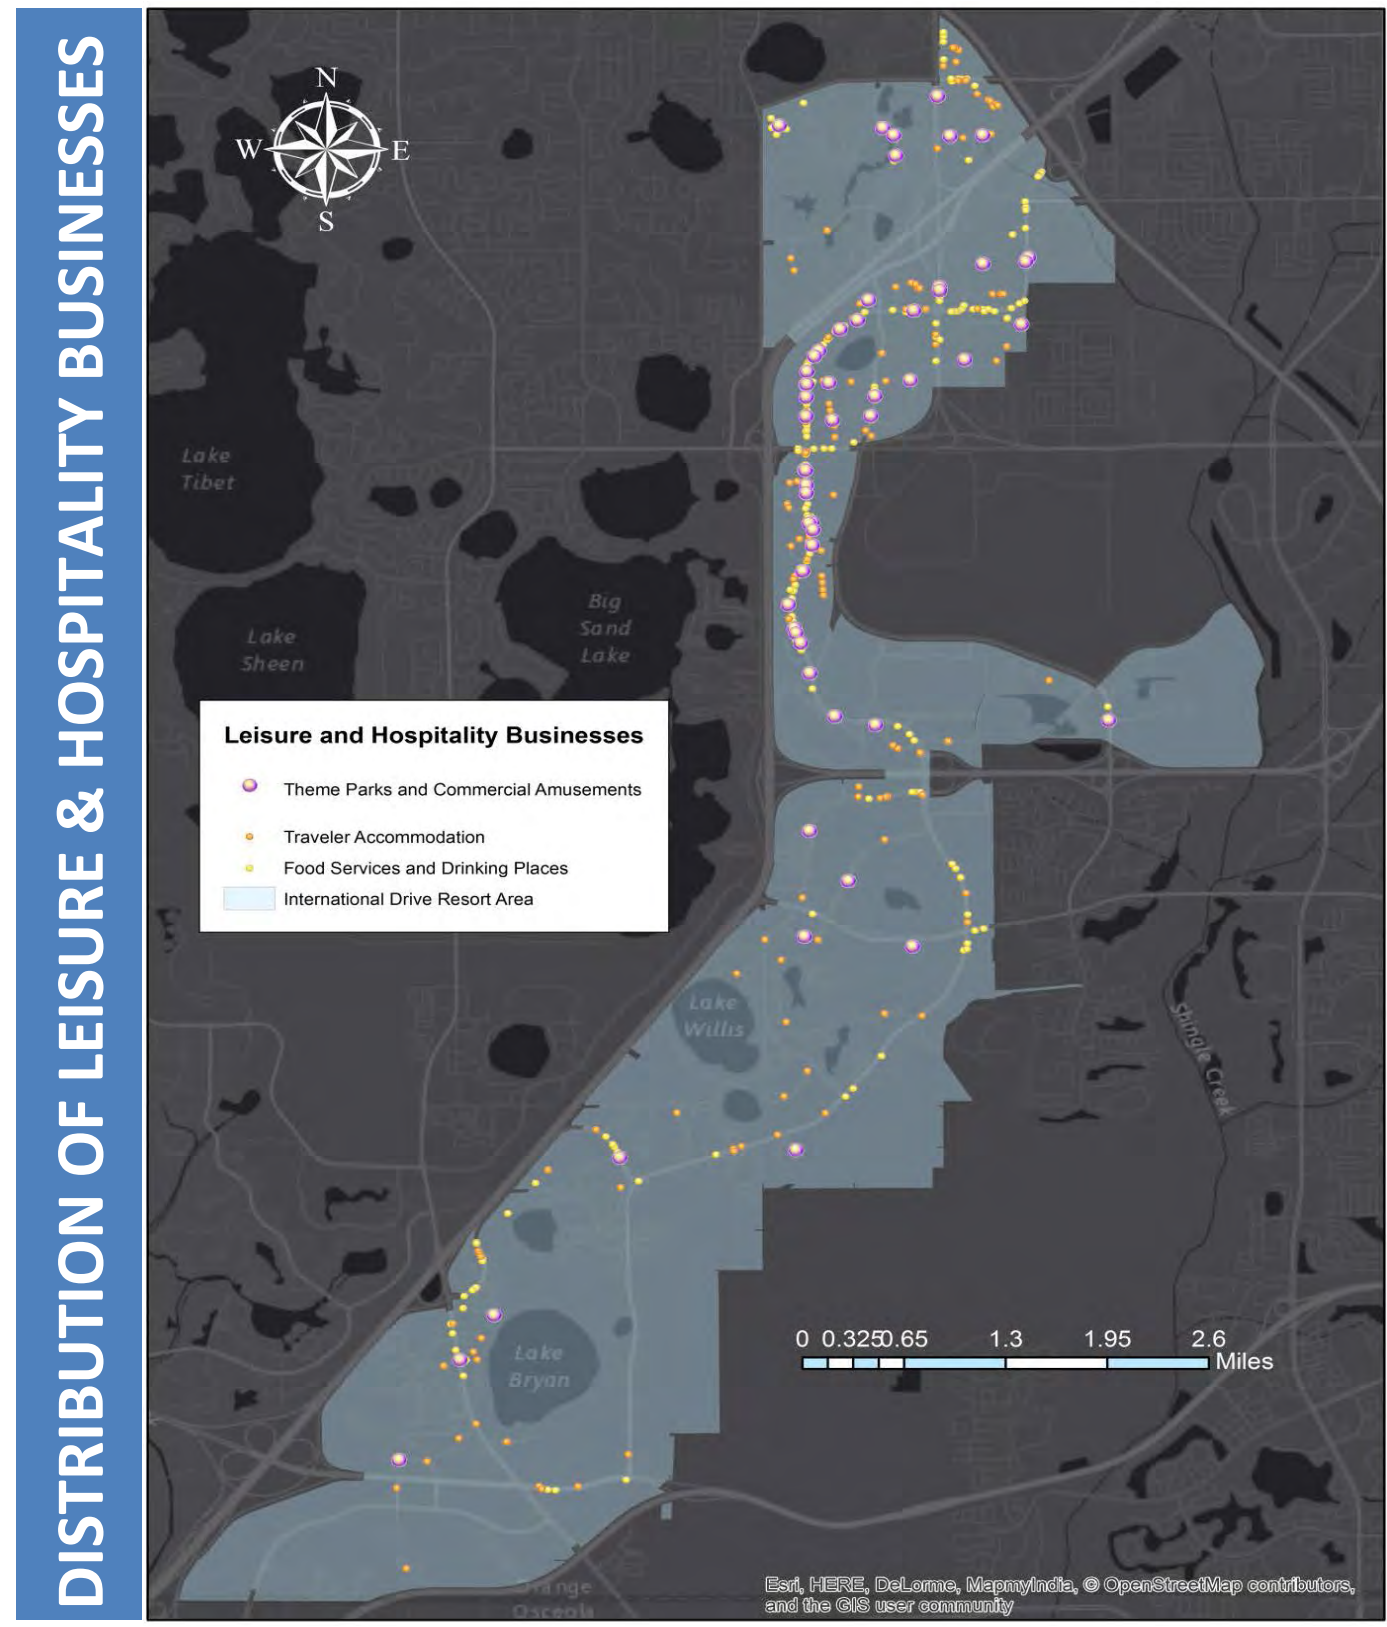 DISTRIBUTION OF LEISURE & HOSPITALITY BUSINESSES
N
W
E
S
Lake
Tibet
Big
Sand
Lake
Lake
Sheen
Leisure and Hospitality Businesses
Theme Parks and Commercial Amusements
Traveler Accommodation
Food Services and Drinking Places
International Drive Resort Area
Lake
Willis
Shingle Creek
0 0.325 0.65 1.3 1.95 2.6
Miles
Lake
Bryan
Esri, HERE, DeLorme, MapmyIndia, © OpenStreetMap contributors,
and the GIS user community
Osceola